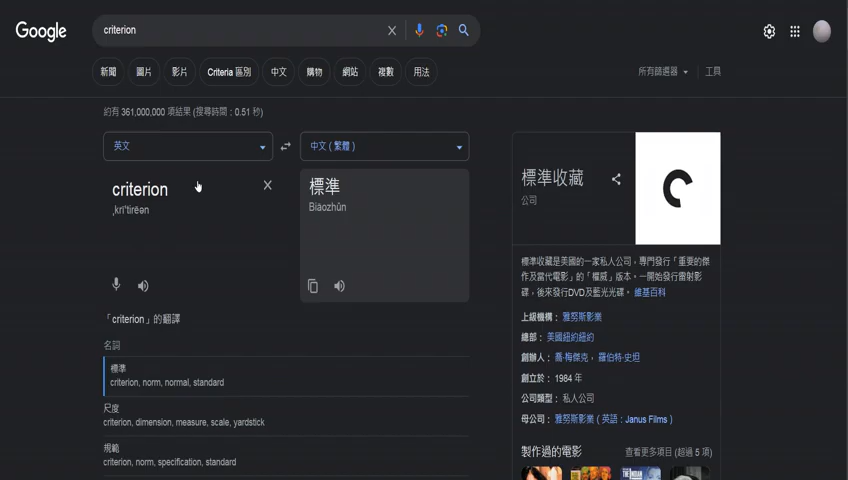 Google
criterion
新聞
圖片
影片
Criteria 區別
中文
購物
網站
複數
用法
所有篩選器
工具
約有 361,000,000 項結果 (搜尋時間：0.51 秒)
英文
中文 ( 繁體 )
criterion
ˌkrīˈtirēən
標準
Biāozhǔn
「criterion」的翻譯
名詞
標準
criterion, norm, normal, standard
尺度
criterion, dimension, measure, scale, yardstick
規範
criterion, norm, specification, standard
標準收藏
公司
標準收藏是美國的一家私人公司，專門發行「重要的傑
作及當代電影」的「權威」版本。一開始發行雷射影
碟，後來發行DVD及藍光光碟。 維基百科
上級機構： 雅努斯影業
總部： 美國紐約紐約
創辦人： 喬·梅傑克， 羅伯特·史坦
創立於： 1984 年
公司類型： 私人公司
母公司： 雅努斯影業 ( 英語：Janus Films )
製作過的電影
查看更多項目 (超過 5 項)